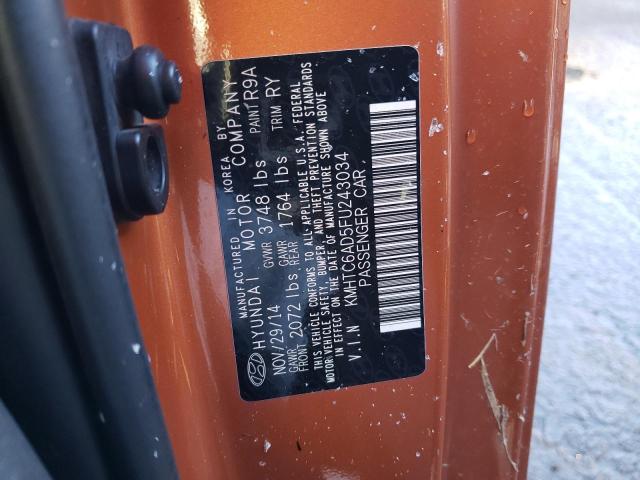 MANUFACTURED IN KOREA BY
HYUNDAI MOTOR COMPANY
NOV/29/14 GVWR 3748 lbs PAINT R9A
GAWR FRONT 2072 lbs GAWR REAR 1764 lbs TRIM RY
THIS VEHICLE CONFORMS TO ALL APPLICABLE U.S.A. FEDERAL
MOTOR VEHICLE SAFETY, BUMPER, AND THEFT PREVENTION STANDARDS
IN EFFECT ON THE DATE OF MANUFACTURE SHOWN ABOVE
V.I.N KMHTC6AD5FU243034
PASSENGER CAR